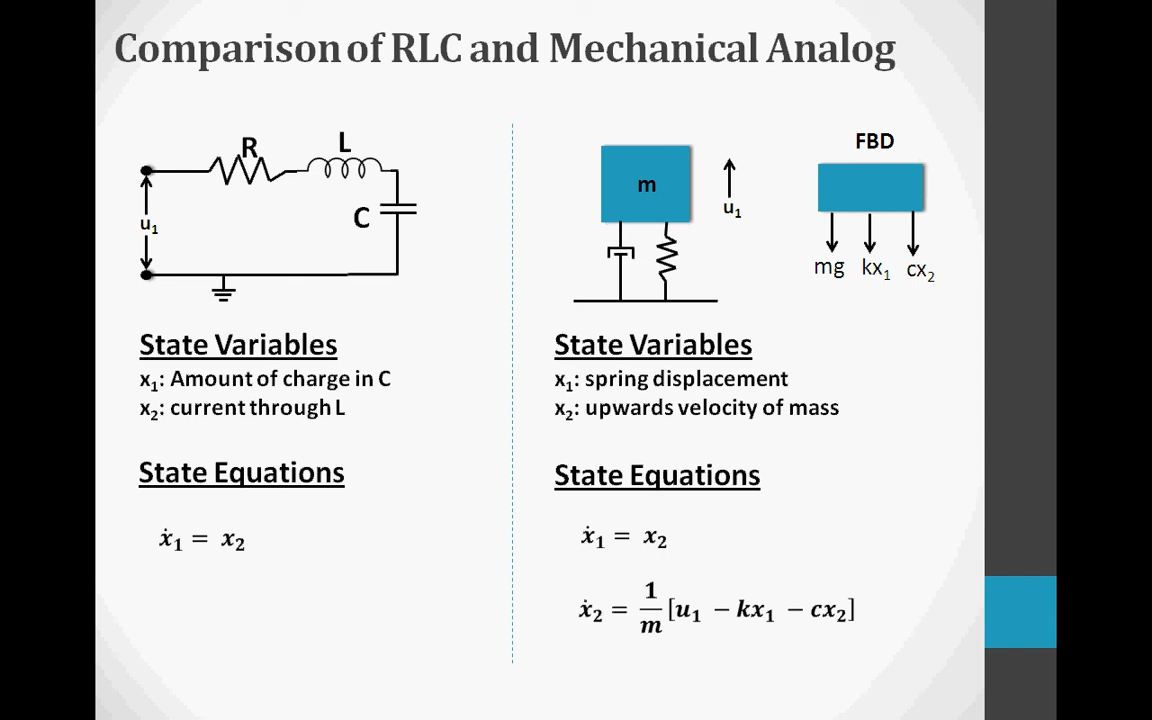 Comparison of RLC and Mechanical Analog
R
L
C
u₁
m
u₁
FBD
mg kx₁ cx₂
State Variables
x₁: Amount of charge in C
x₂: current through L
State Equations
ẋ₁ = x₂
State Variables
x₁: spring displacement
x₂: upwards velocity of mass
State Equations
ẋ₁ = x₂
ẋ₂ = 1/m [u₁ − kx₁ − cx₂]